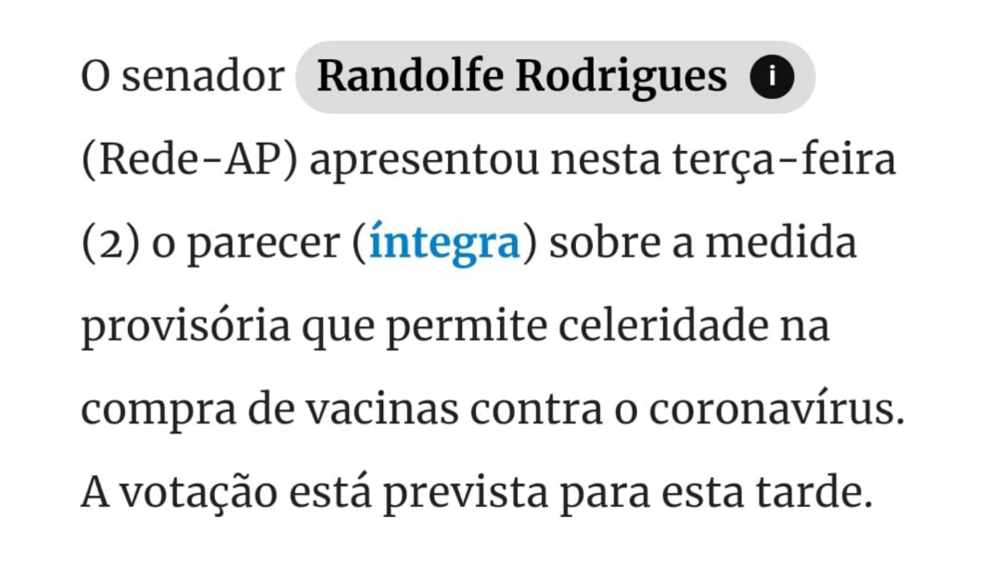 O senador Randolfe Rodrigues i
(Rede-AP) apresentou nesta terça-feira
(2) o parecer (íntegra) sobre a medida
provisória que permite celeridade na
compra de vacinas contra o coronavírus.
A votação está prevista para esta tarde.